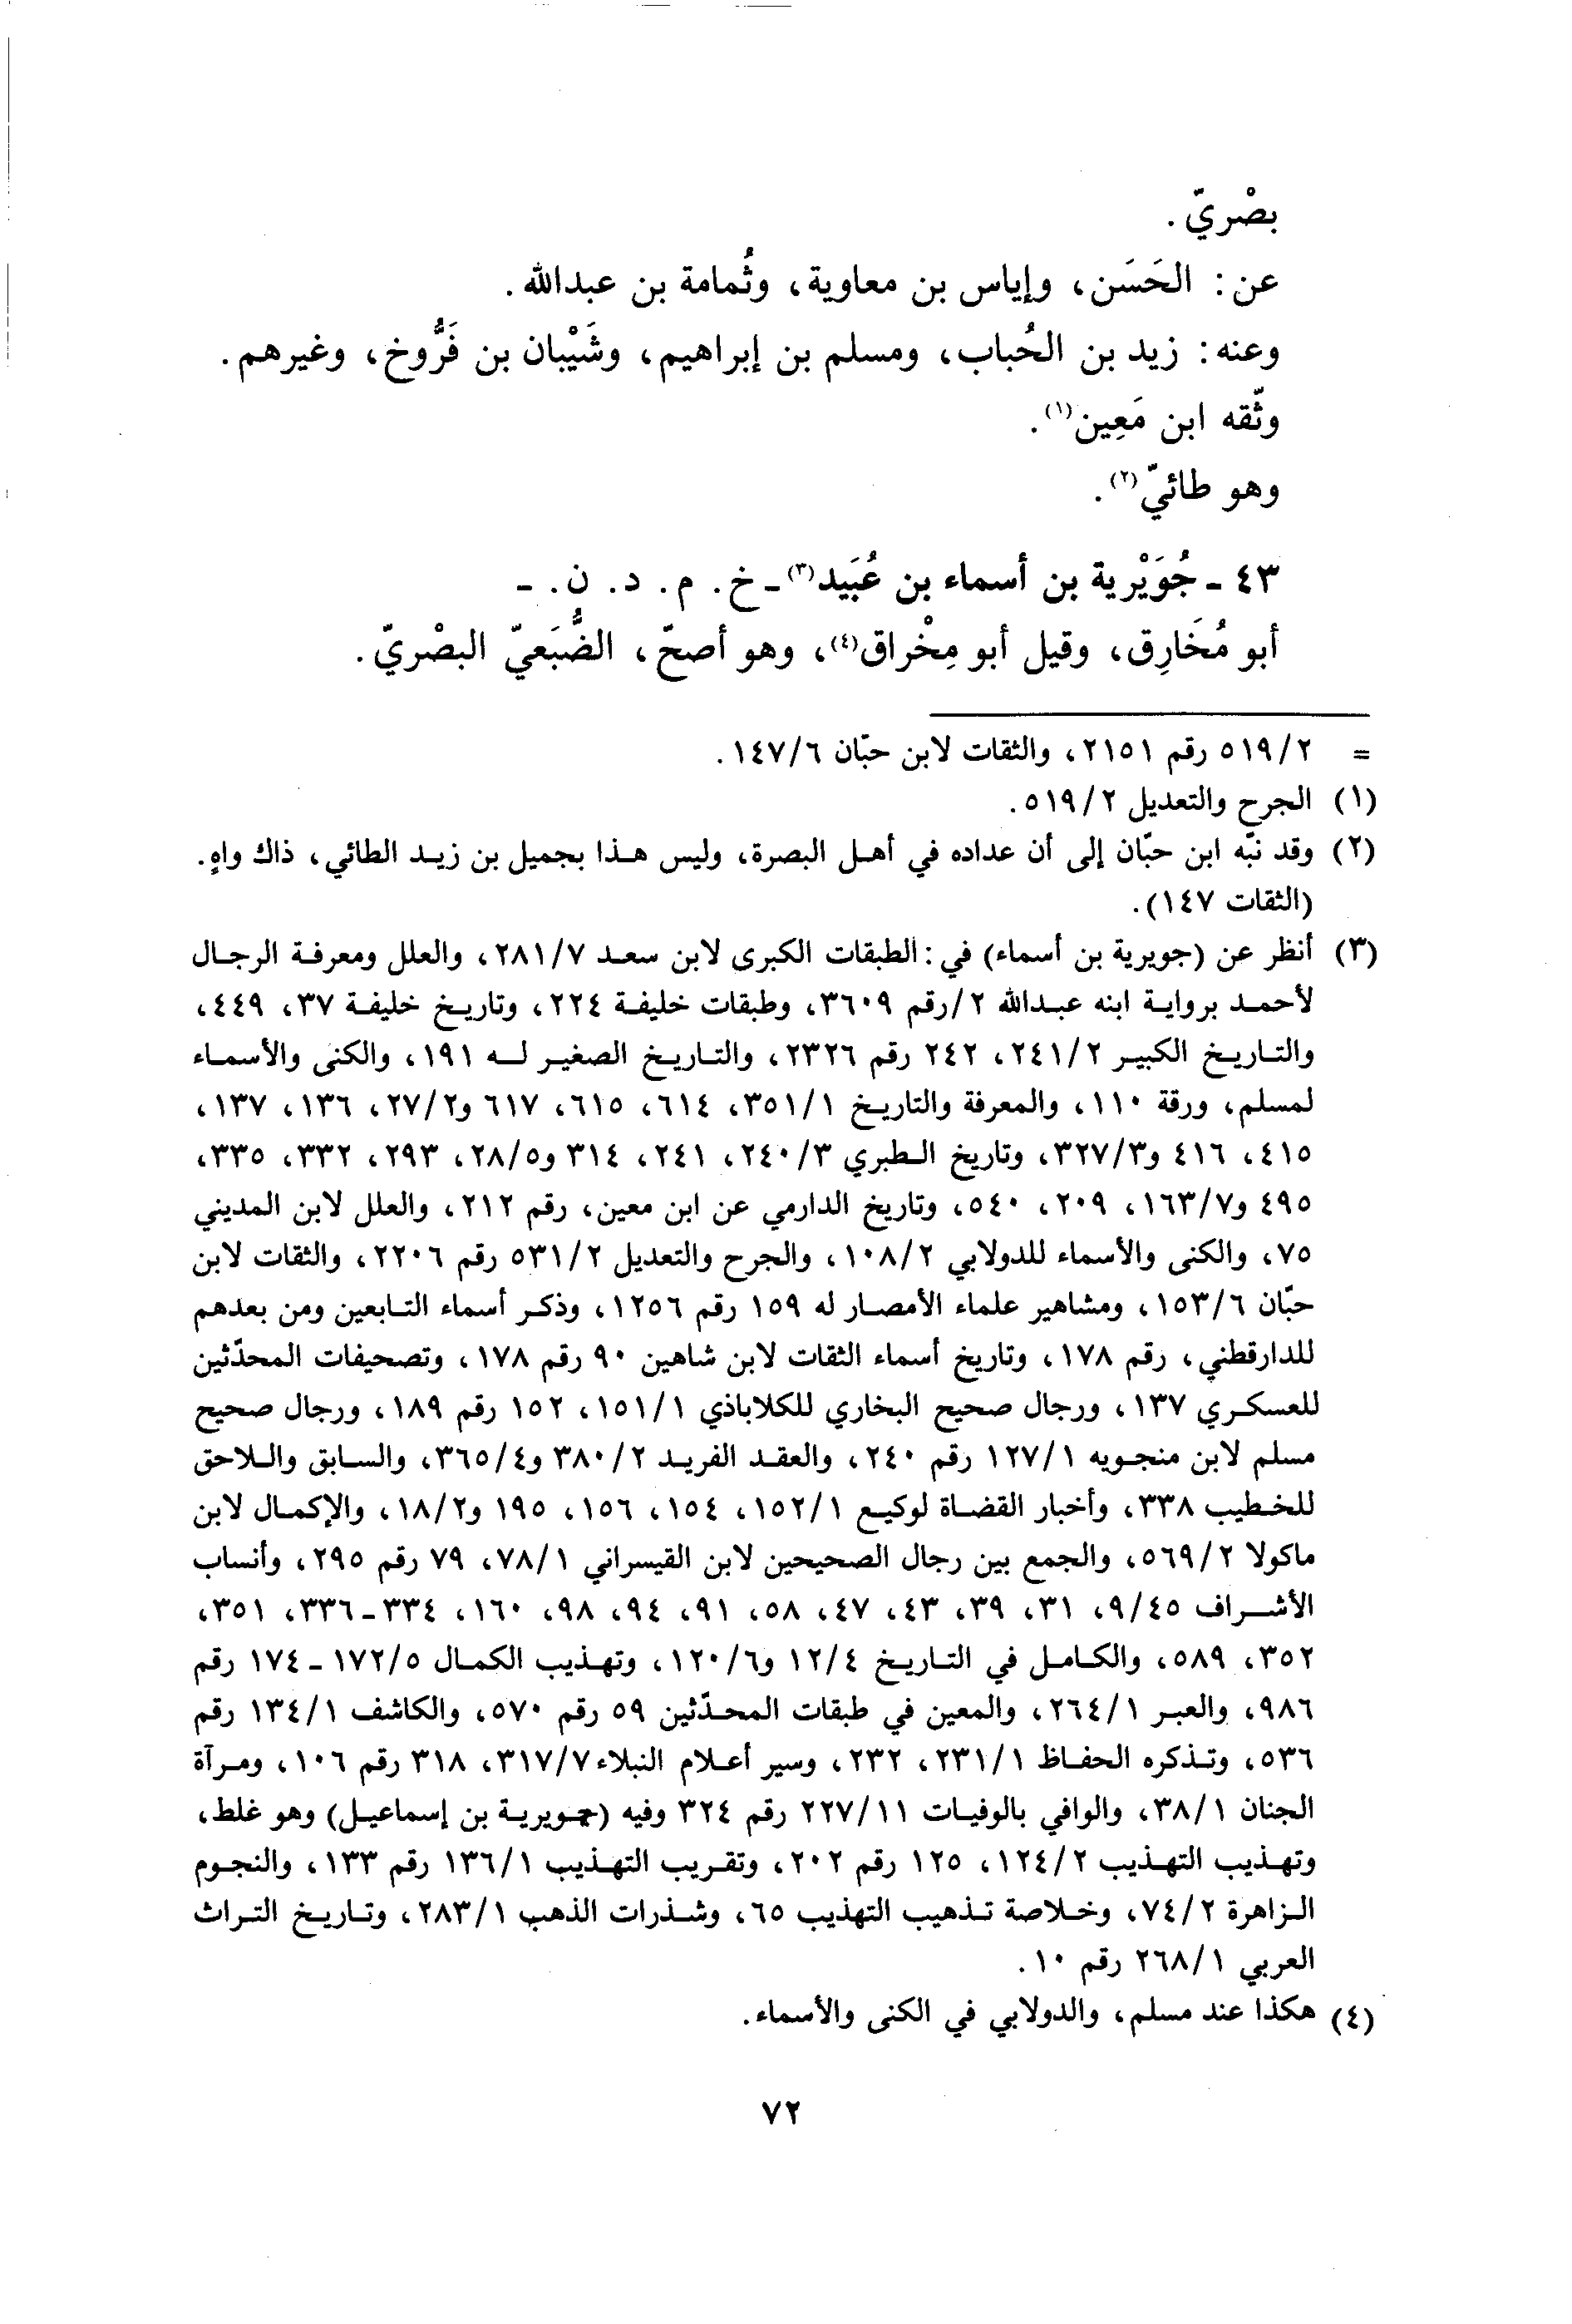 بصْريّ.
عن: الحَسَن، وإياس بن معاوية، وثُمامة بن عبدالله.
وعنه: زيد بن الحُباب، ومسلم بن إبراهيم، وشَيْبان بن فَرُّوخ، وغيرهم.
وثّقه ابن مَعِين(١).
وهو طائيّ(٢).
٤٣ ـ جُوَيْرية بن أسماء بن عُبَيد(٣) ـ خ. م. د. ن. ـ
أبو مُخَارِق، وقيل أبو مِخْراق(٤)، وهو أصحّ، الضُّبَعيّ البصْريّ.
= ٥١٩/٢ رقم ٢١٥١، والثقات لابن حبّان ١٤٧/٦.
(١) الجرح والتعديل ٥١٩/٢.
(٢) وقد نبّه ابن حبّان إلى أن عداده في أهل البصرة، وليس هذا بجميل بن زيد الطائي، ذاك واهٍ.
(الثقات ١٤٧).
(٣) أنظر عن (جويرية بن أسماء) في: الطبقات الكبرى لابن سعد ٢٨١/٧، والعلل ومعرفة الرجال
لأحمد برواية ابنه عبدالله ٢/رقم ٣٦٠٩، وطبقات خليفة ٢٢٤، وتاريخ خليفة ٣٧، ٤٤٩،
والتاريخ الكبير ٢٤١/٢، ٢٤٢ رقم ٢٣٢٦، والتاريخ الصغير له ١٩١، والكنى والأسماء
لمسلم، ورقة ١١٠، والمعرفة والتاريخ ٣٥١/١، ٦١٤، ٦١٥، ٦١٧ و٢٧/٢، ١٣٦، ١٣٧،
٤١٥، ٤١٦ و٣٢٧/٣، وتاريخ الطبري ٢٤٠/٣، ٢٤١، ٣١٤ و٢٨/٥، ٢٩٣، ٣٣٢، ٣٣٥،
٤٩٥ و١٦٣/٧، ٢٠٩، ٥٤٠، وتاريخ الدارمي عن ابن معين، رقم ٢١٢، والعلل لابن المديني
٧٥، والكنى والأسماء للدولابي ١٠٨/٢، والجرح والتعديل ٥٣١/٢ رقم ٢٢٠٦، والثقات لابن
حبّان ١٥٣/٦، ومشاهير علماء الأمصار له ١٥٩ رقم ١٢٥٦، وذكر أسماء التابعين ومن بعدهم
للدارقطني، رقم ١٧٨، وتاريخ أسماء الثقات لابن شاهين ٩٠ رقم ١٧٨، وتصحيفات المحدّثين
للعسكري ١٣٧، ورجال صحيح البخاري للكلاباذي ١٥١/١، ١٥٢ رقم ١٨٩، ورجال صحيح
مسلم لابن منجويه ١٢٧/١ رقم ٢٤٠، والعقد الفريد ٣٨٠/٢ و٣٦٥/٤، والسابق واللاحق
للخطيب ٣٣٨، وأخبار القضاة لوكيع ١٥٢/١، ١٥٤، ١٥٦، ١٩٥ و١٨/٢، والإكمال لابن
ماكولا ٥٦٩/٢، والجمع بين رجال الصحيحين لابن القيسراني ٧٨/١، ٧٩ رقم ٢٩٥، وأنساب
الأشراف ٩/٤٥، ٣١، ٣٩، ٤٣، ٤٧، ٥٨، ٩١، ٩٤، ٩٨، ١٦٠، ٣٣٤ـ٣٣٦، ٣٥١،
٣٥٢، ٥٨٩، والكامل في التاريخ ١٢/٤ و١٢٠/٦، وتهذيب الكمال ١٧٢/٥ ـ ١٧٤ رقم
٩٨٦، والعبر ٢٦٤/١، والمعين في طبقات المحدّثين ٥٩ رقم ٥٧٠، والكاشف ١٣٤/١ رقم
٥٣٦، وتذكره الحفاظ ٢٣١/١، ٢٣٢، وسير أعلام النبلاء ٣١٧/٧، ٣١٨ رقم ١٠٦، ومرآة
الجنان ٣٨/١، والوافي بالوفيات ٢٢٧/١١ رقم ٣٢٤ وفيه (جويرية بن إسماعيل) وهو غلط،
وتهذيب التهذيب ١٢٤/٢، ١٢٥ رقم ٢٠٢، وتقريب التهذيب ١٣٦/١ رقم ١٣٣، والنجوم
الزاهرة ٧٤/٢، وخلاصة تذهيب التهذيب ٦٥، وشذرات الذهب ٢٨٣/١، وتاريخ التراث
العربي ٢٦٨/١ رقم ١٠.
(٤) هكذا عند مسلم، والدولابي في الكنى والأسماء.
٧٢